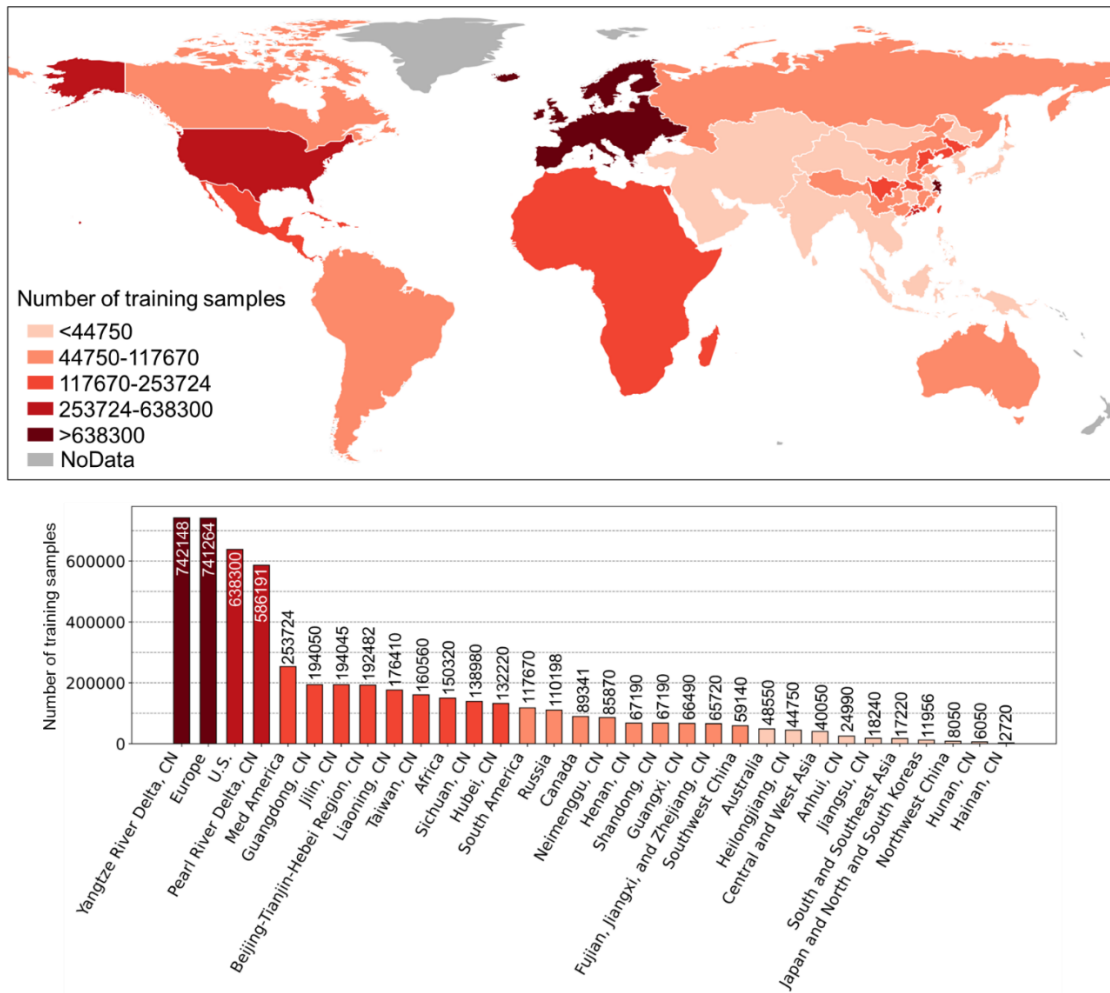 Number of training samples
<44750
44750-117670
117670-253724
253724-638300
>638300
NoData
Number of training samples
600000
400000
200000
0
742148
741264
638300
586191
253724
194050
194045
192482
176410
160560
150320
138980
132220
117670
110198
89341
85870
67190
67190
66490
65720
59140
48550
44750
40050
24990
18240
17220
11956
8050
6050
2720
Yangtze River Delta, CN
Europe
U.S.
Pearl River Delta, CN
Med America
Guangdong, CN
Jilin, CN
Beijing-Tianjin-Hebei Region, CN
Liaoning, CN
Taiwan, CN
Africa
Sichuan, CN
Hubei, CN
South America
Russia
Canada
Neimenggu, CN
Henan, CN
Shandong, CN
Guangxi, CN
Fujian, Jiangxi, and Zhejiang, CN
Southwest China
Australia
Heilongjiang, CN
Central and West Asia
Anhui, CN
Jiangsu, CN
South and Southeast Asia
Japan and North and South Koreas
Northwest China
Hunan, CN
Hainan, CN